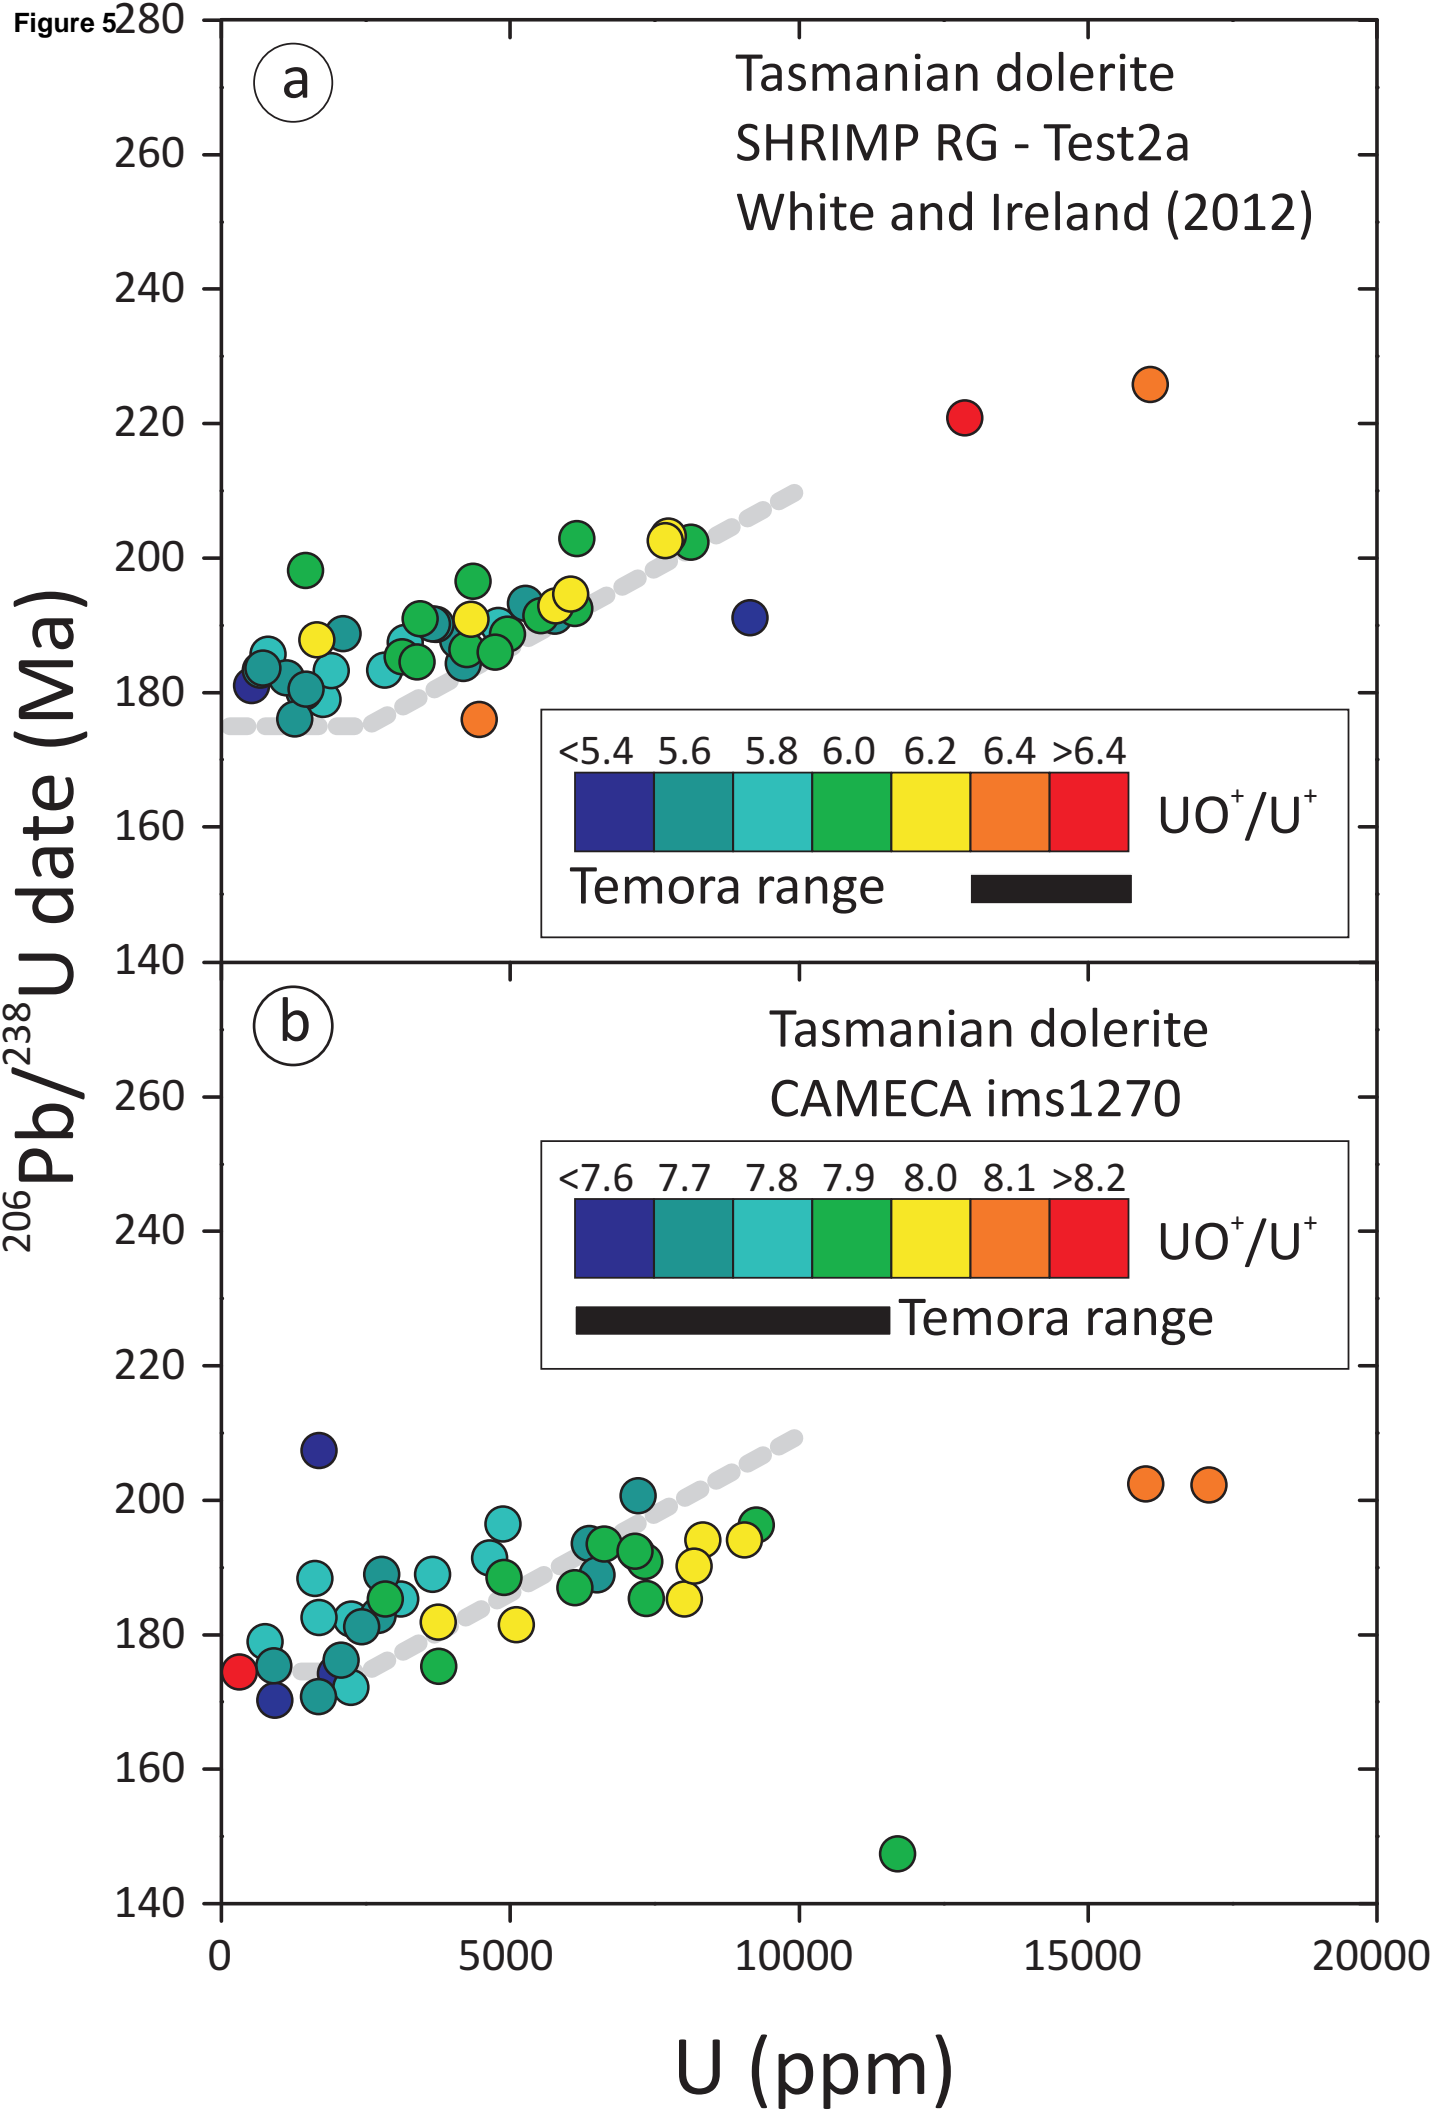 Figure 5
280
a
Tasmanian dolerite
SHRIMP RG - Test2a
White and Ireland (2012)
260
240
220
200
180
160
140
<5.4 5.6 5.8 6.0 6.2 6.4 >6.4
UO⁺/U⁺
Temora range
²⁰⁶Pb/²³⁸U date (Ma)
b
Tasmanian dolerite
CAMECA ims1270
<7.6 7.7 7.8 7.9 8.0 8.1 >8.2
UO⁺/U⁺
Temora range
260
240
220
200
180
160
140
0 5000 10000 15000 20000
U (ppm)